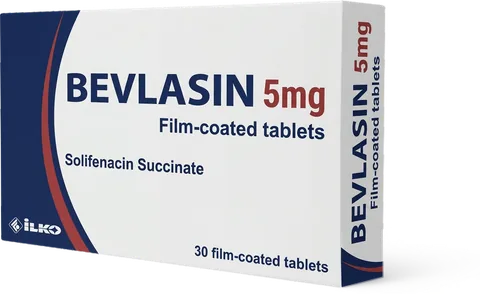 BEVLASIN 5mg
Film-coated tablets
Solifenacin Succinate
İLKO
30 film-coated tablets
BEVLASIN 5mg
Film-coated tablets